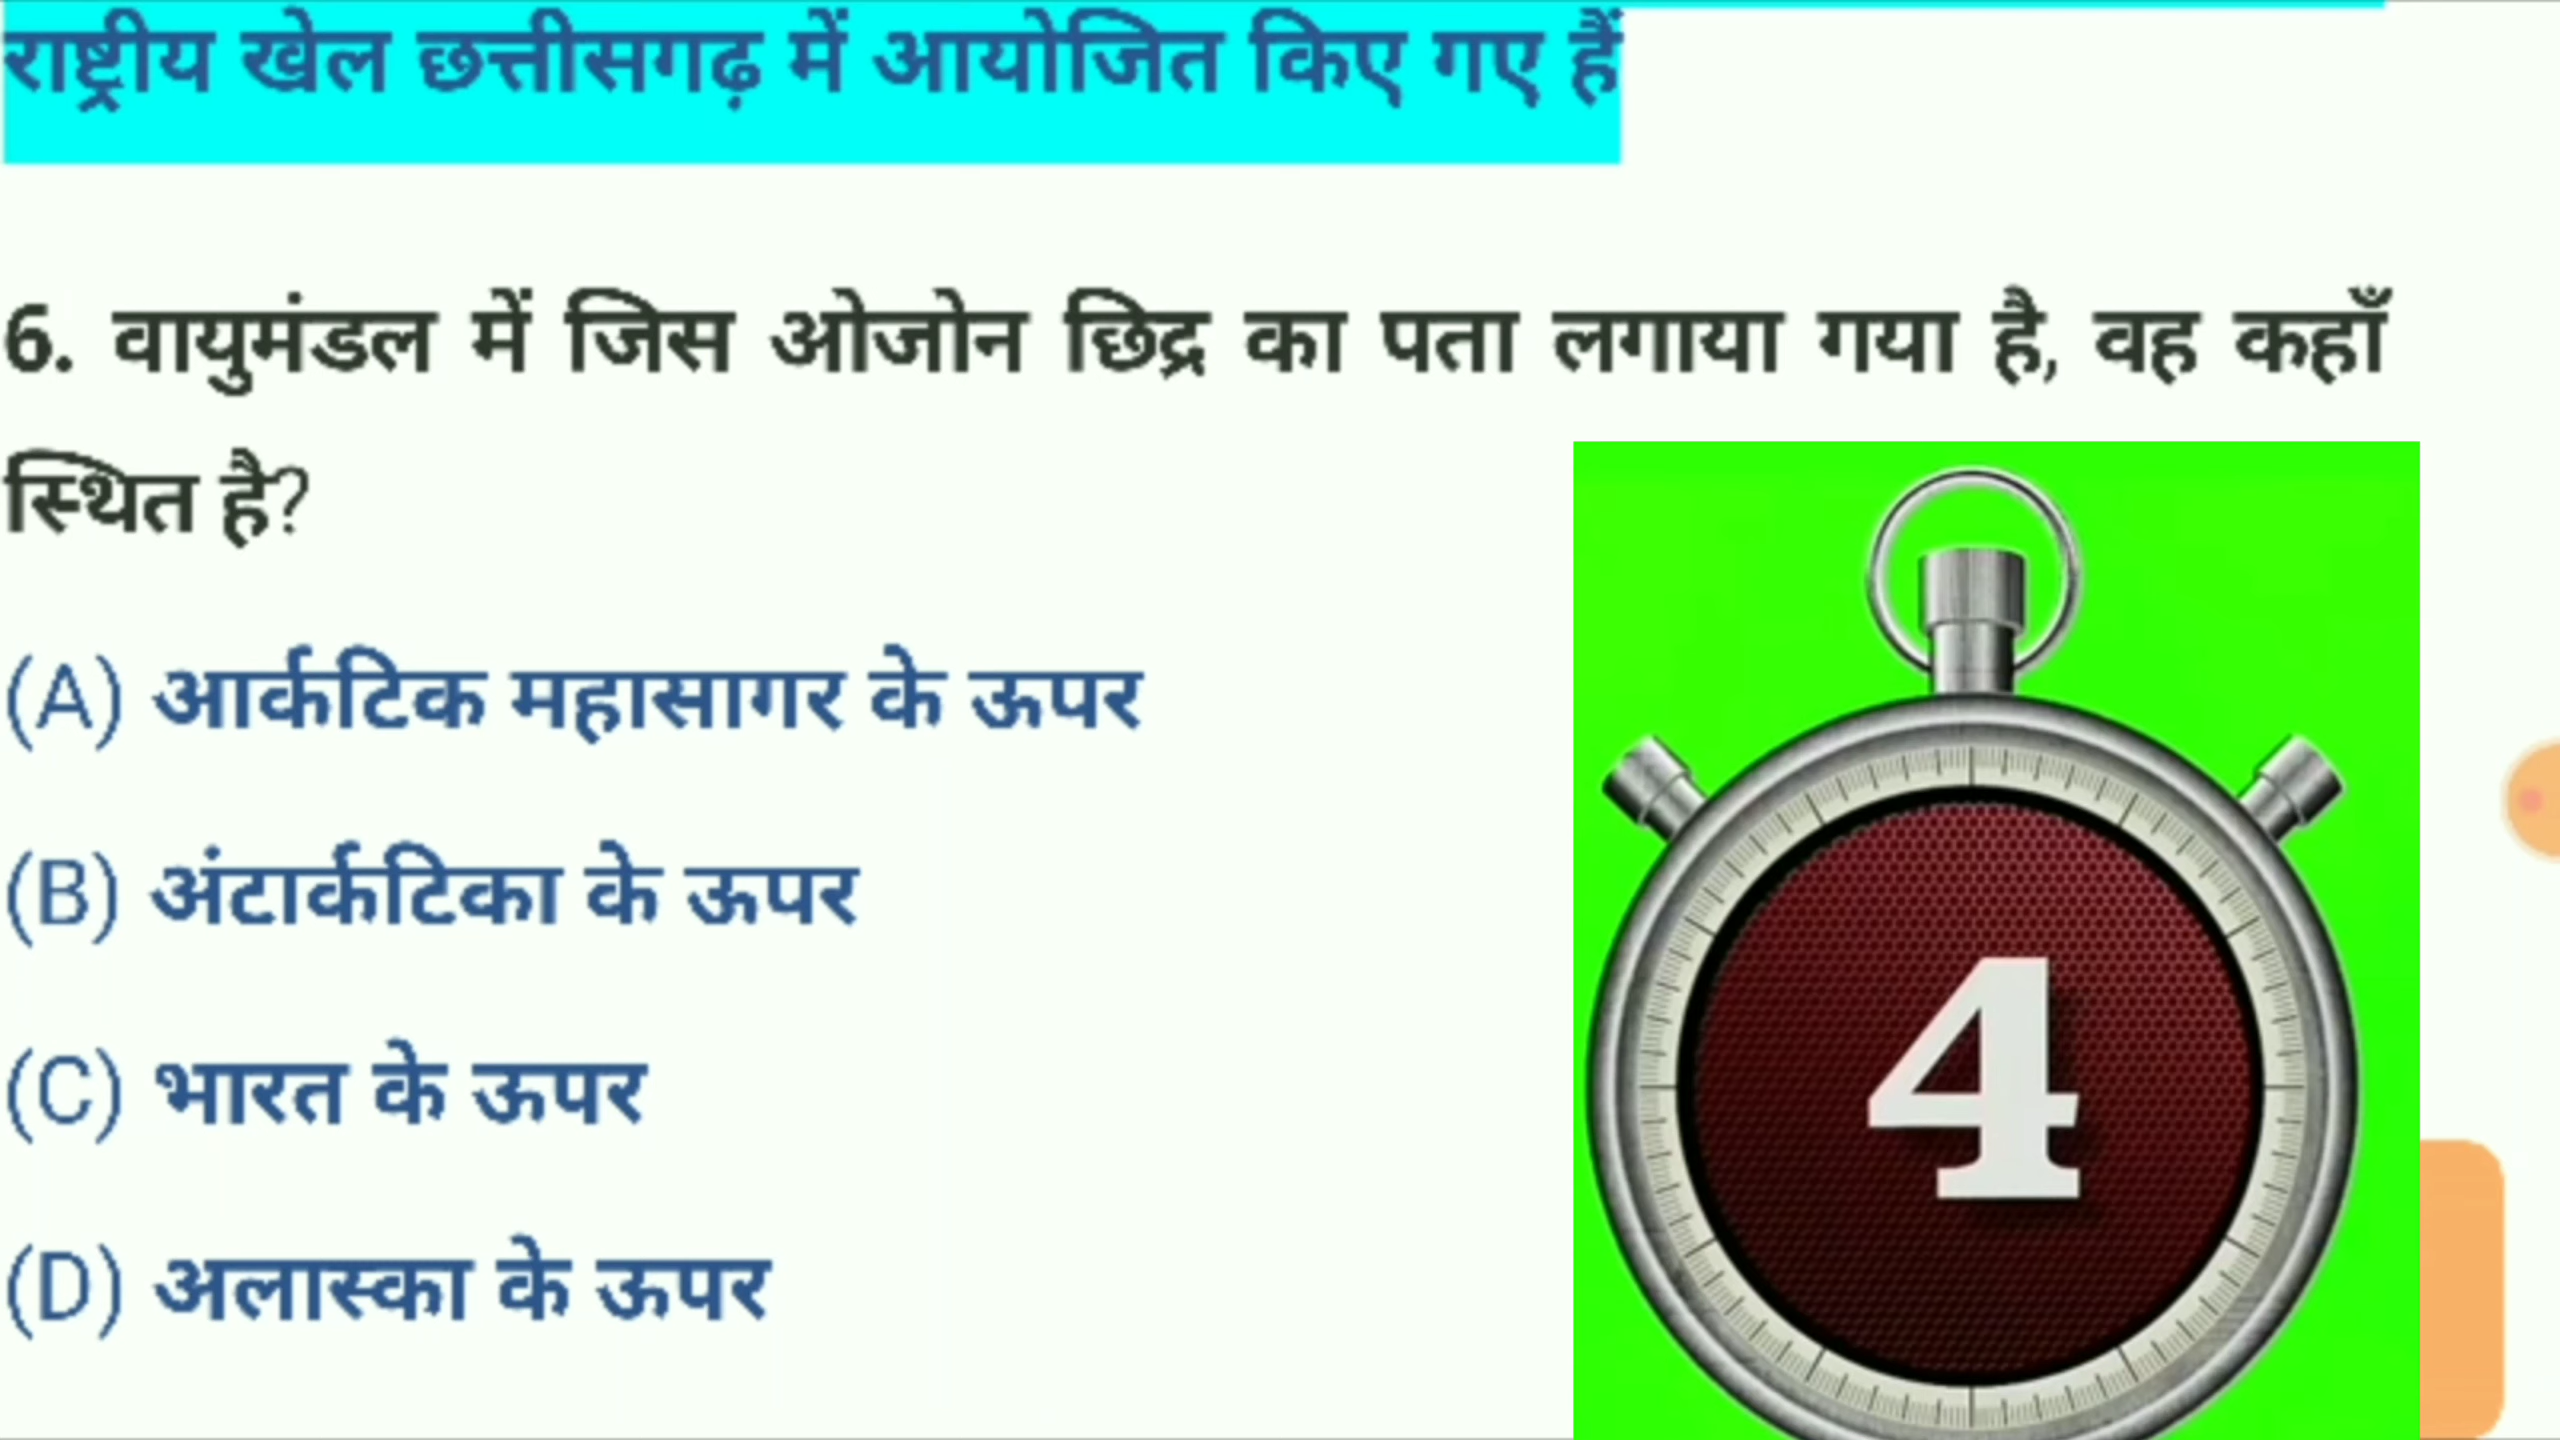 राष्ट्रीय खेल छत्तीसगढ़ में आयोजित किए गए हैं
6. वायुमंडल में जिस ओजोन छिद्र का पता लगाया गया है, वह कहाँ
स्थित है?
(A) आर्कटिक महासागर के ऊपर
(B) अंटार्कटिका के ऊपर
(C) भारत के ऊपर
(D) अलास्का के ऊपर
4